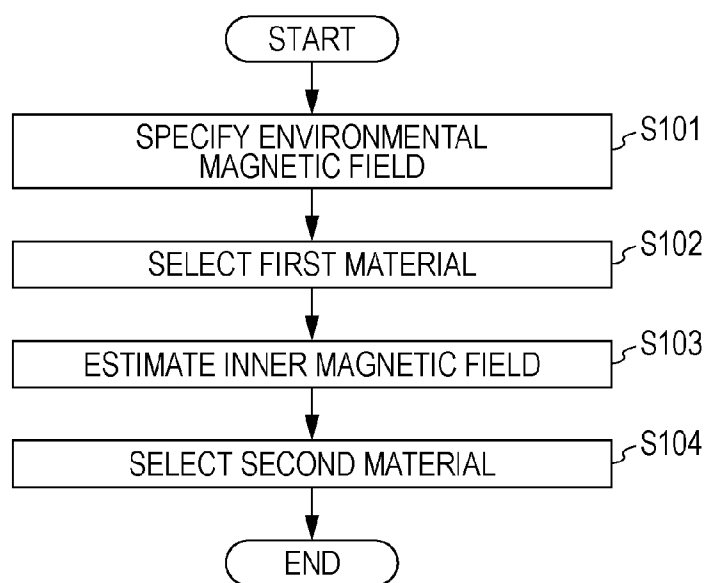 START
SPECIFY ENVIRONMENTAL
MAGNETIC FIELD
S101
SELECT FIRST MATERIAL
S102
ESTIMATE INNER MAGNETIC FIELD
S103
SELECT SECOND MATERIAL
S104
END